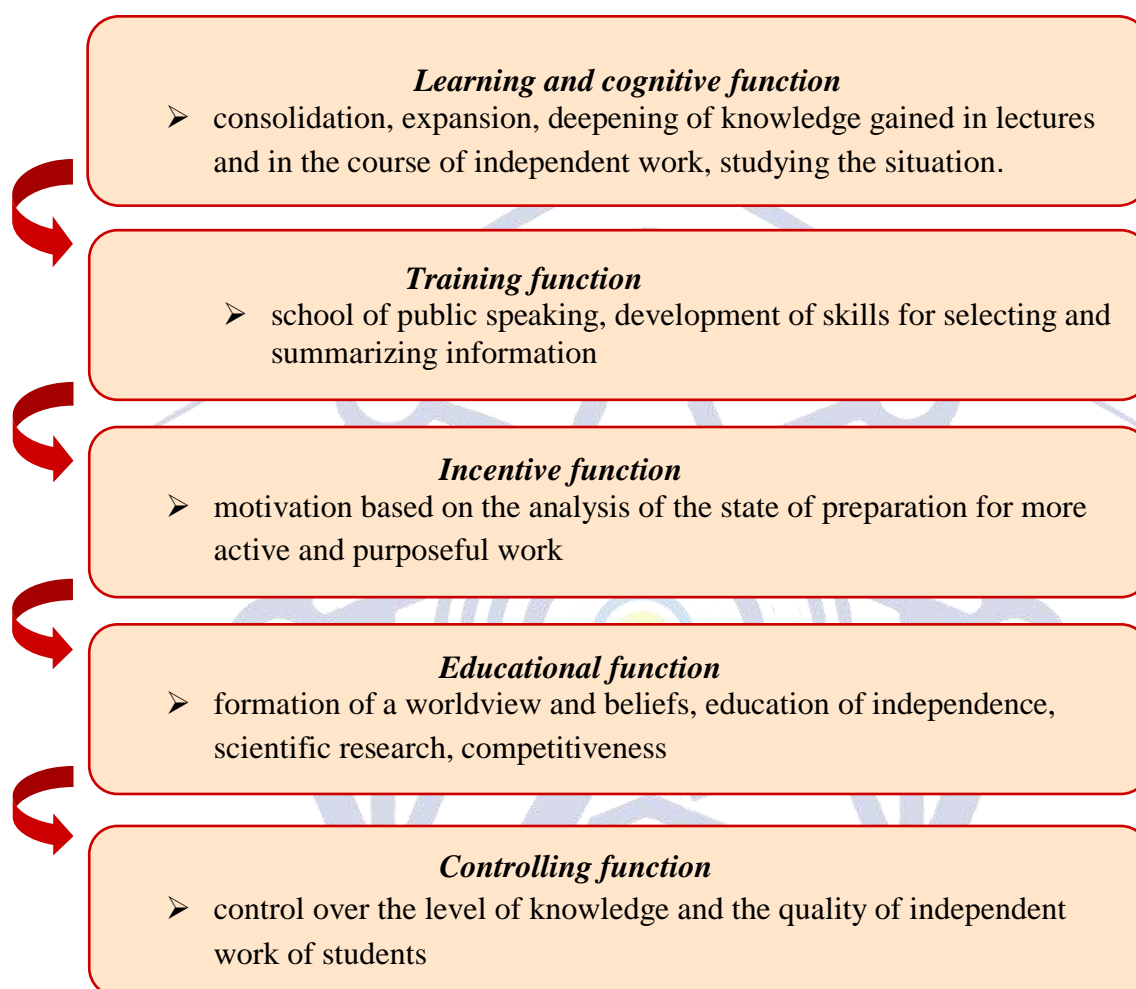 Learning and cognitive function
➢ consolidation, expansion, deepening of knowledge gained in lectures
and in the course of independent work, studying the situation.
Training function
➢ school of public speaking, development of skills for selecting and
summarizing information
Incentive function
➢ motivation based on the analysis of the state of preparation for more
active and purposeful work
Educational function
➢ formation of a worldview and beliefs, education of independence,
scientific research, competitiveness
Controlling function
➢ control over the level of knowledge and the quality of independent
work of students